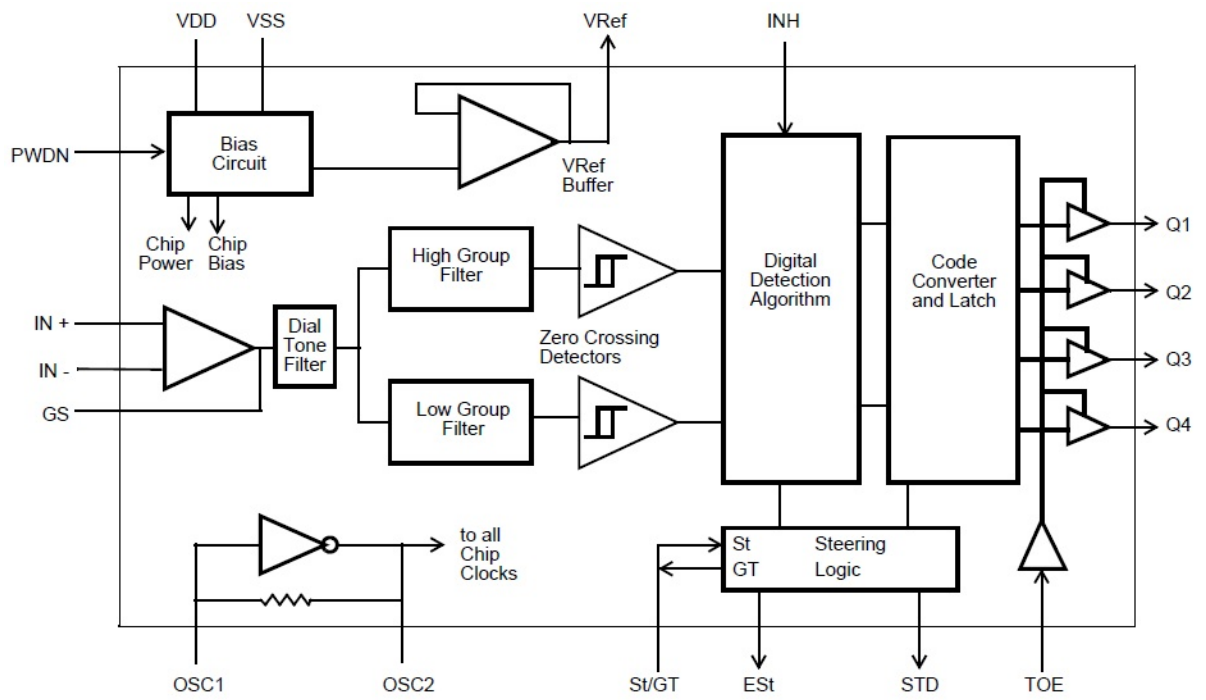 VDD
VSS
VRef
INH
PWDN
Bias
Circuit
VRef
Buffer
Chip
Power
Chip
Bias
High Group
Filter
Digital
Detection
Algorithm
Code
Converter
and Latch
Q1
Q2
Q3
Q4
IN +
IN -
GS
Dial
Tone
Filter
Zero Crossing
Detectors
Low Group
Filter
to all
Chip
Clocks
St
Steering
GT
Logic
OSC1
OSC2
St/GT
ESt
STD
TOE